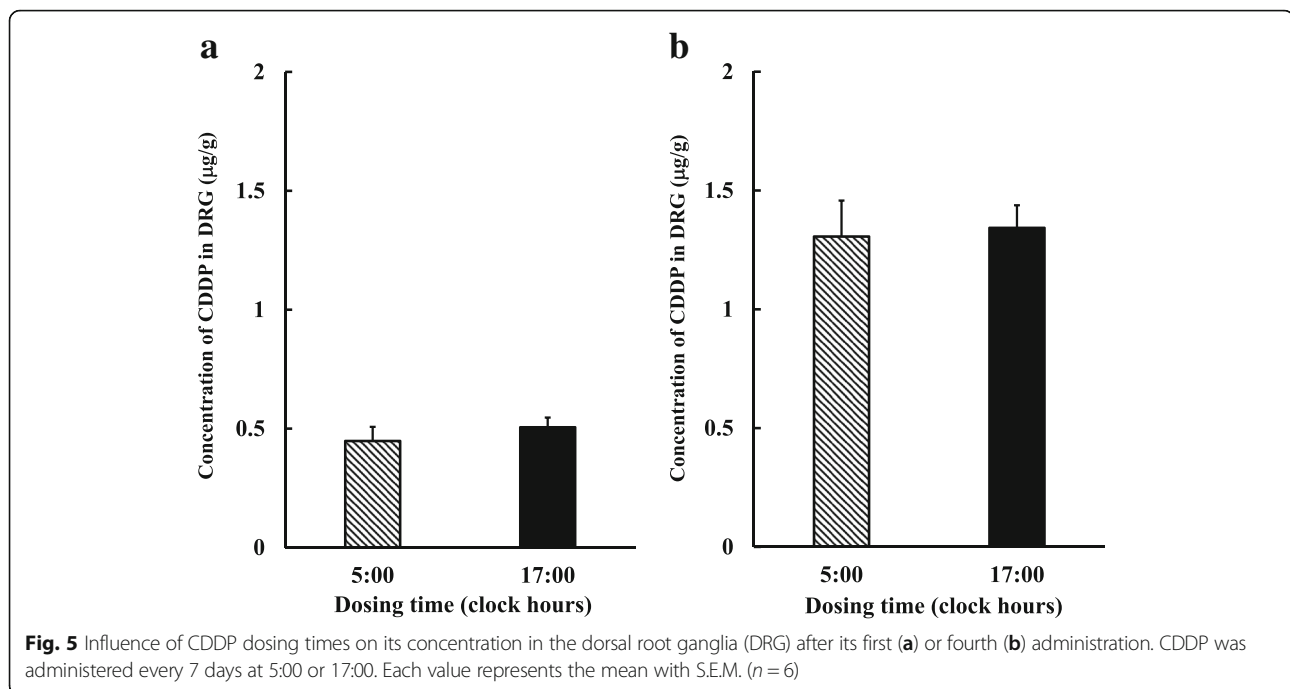 a
Concentration of CDDP in DRG (µg/g)
2
1.5
1
0.5
0
5:00 17:00
Dosing time (clock hours)
b
Concentration of CDDP in DRG (µg/g)
2
1.5
1
0.5
0
5:00 17:00
Dosing time (clock hours)
Fig. 5 Influence of CDDP dosing times on its concentration in the dorsal root ganglia (DRG) after its first (a) or fourth (b) administration. CDDP was
administered every 7 days at 5:00 or 17:00. Each value represents the mean with S.E.M. (n = 6)